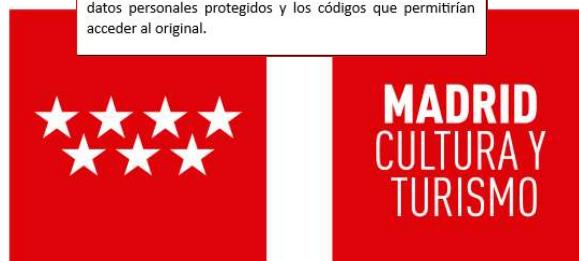 datos personales protegidos y los códigos que permitirían
acceder al original.
MADRID
CULTURA Y
TURISMO